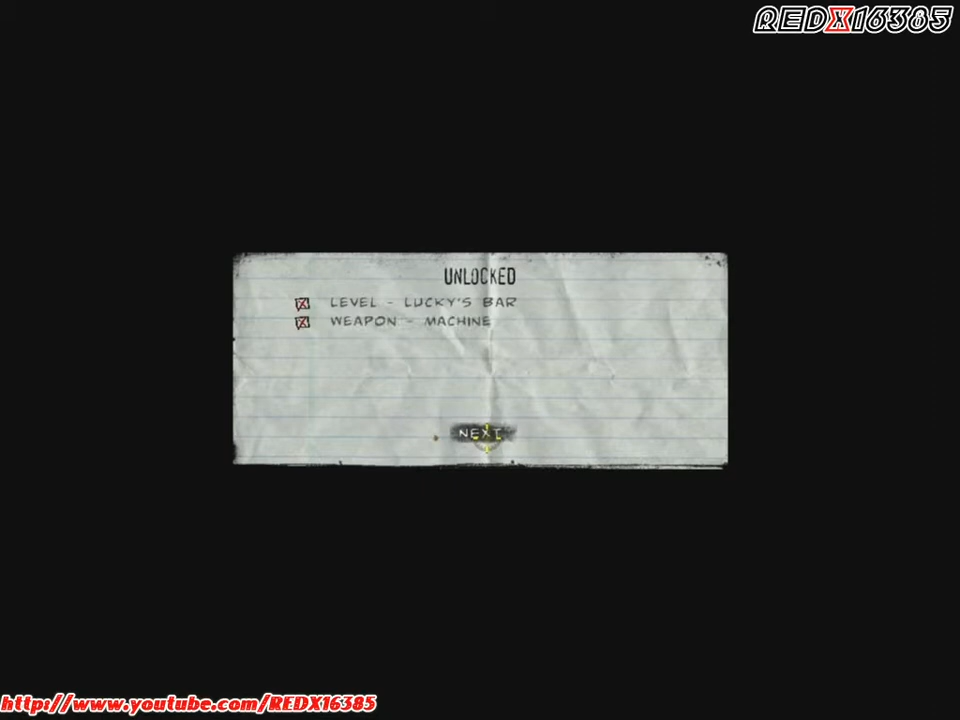 REDX16385
UNLOCKED
LEVEL - LUCKY'S BAR
WEAPON - MACHINE
NEXT
http://www.youtube.com/REDX16385